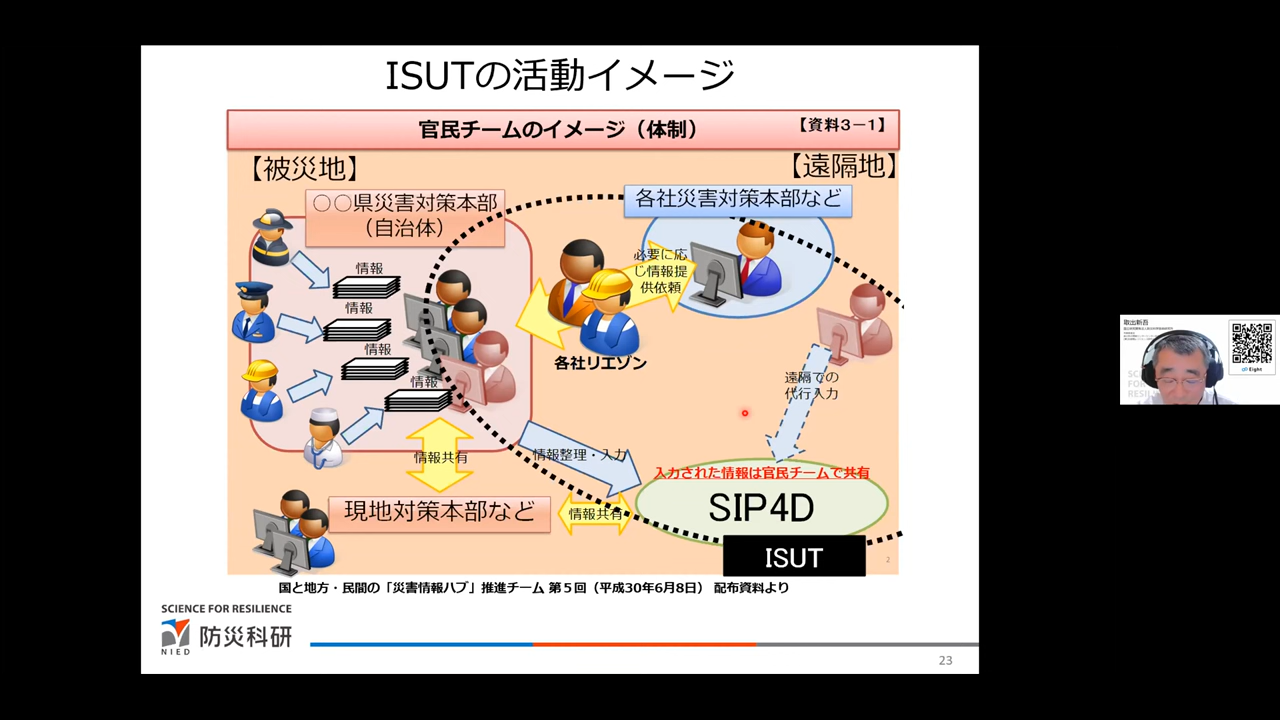 ISUTの活動イメージ
官民チームのイメージ（体制）
【資料３－１】
【被災地】
【遠隔地】
○○県災害対策本部
（自治体）
各社災害対策本部など
情報
情報
情報
情報
必要に応
じ情報提
供依頼
各社リエゾン
遠隔での
代行入力
情報共有
情報整理・入力
入力された情報は官民チームで共有
SIP4D
現地対策本部など
情報共有
ISUT
2
国と地方・民間の「災害情報ハブ」推進チーム 第５回（平成30年6月8日） 配布資料より
SCIENCE FOR RESILIENCE
防災科研
NIED
23
取出新吾
Eight